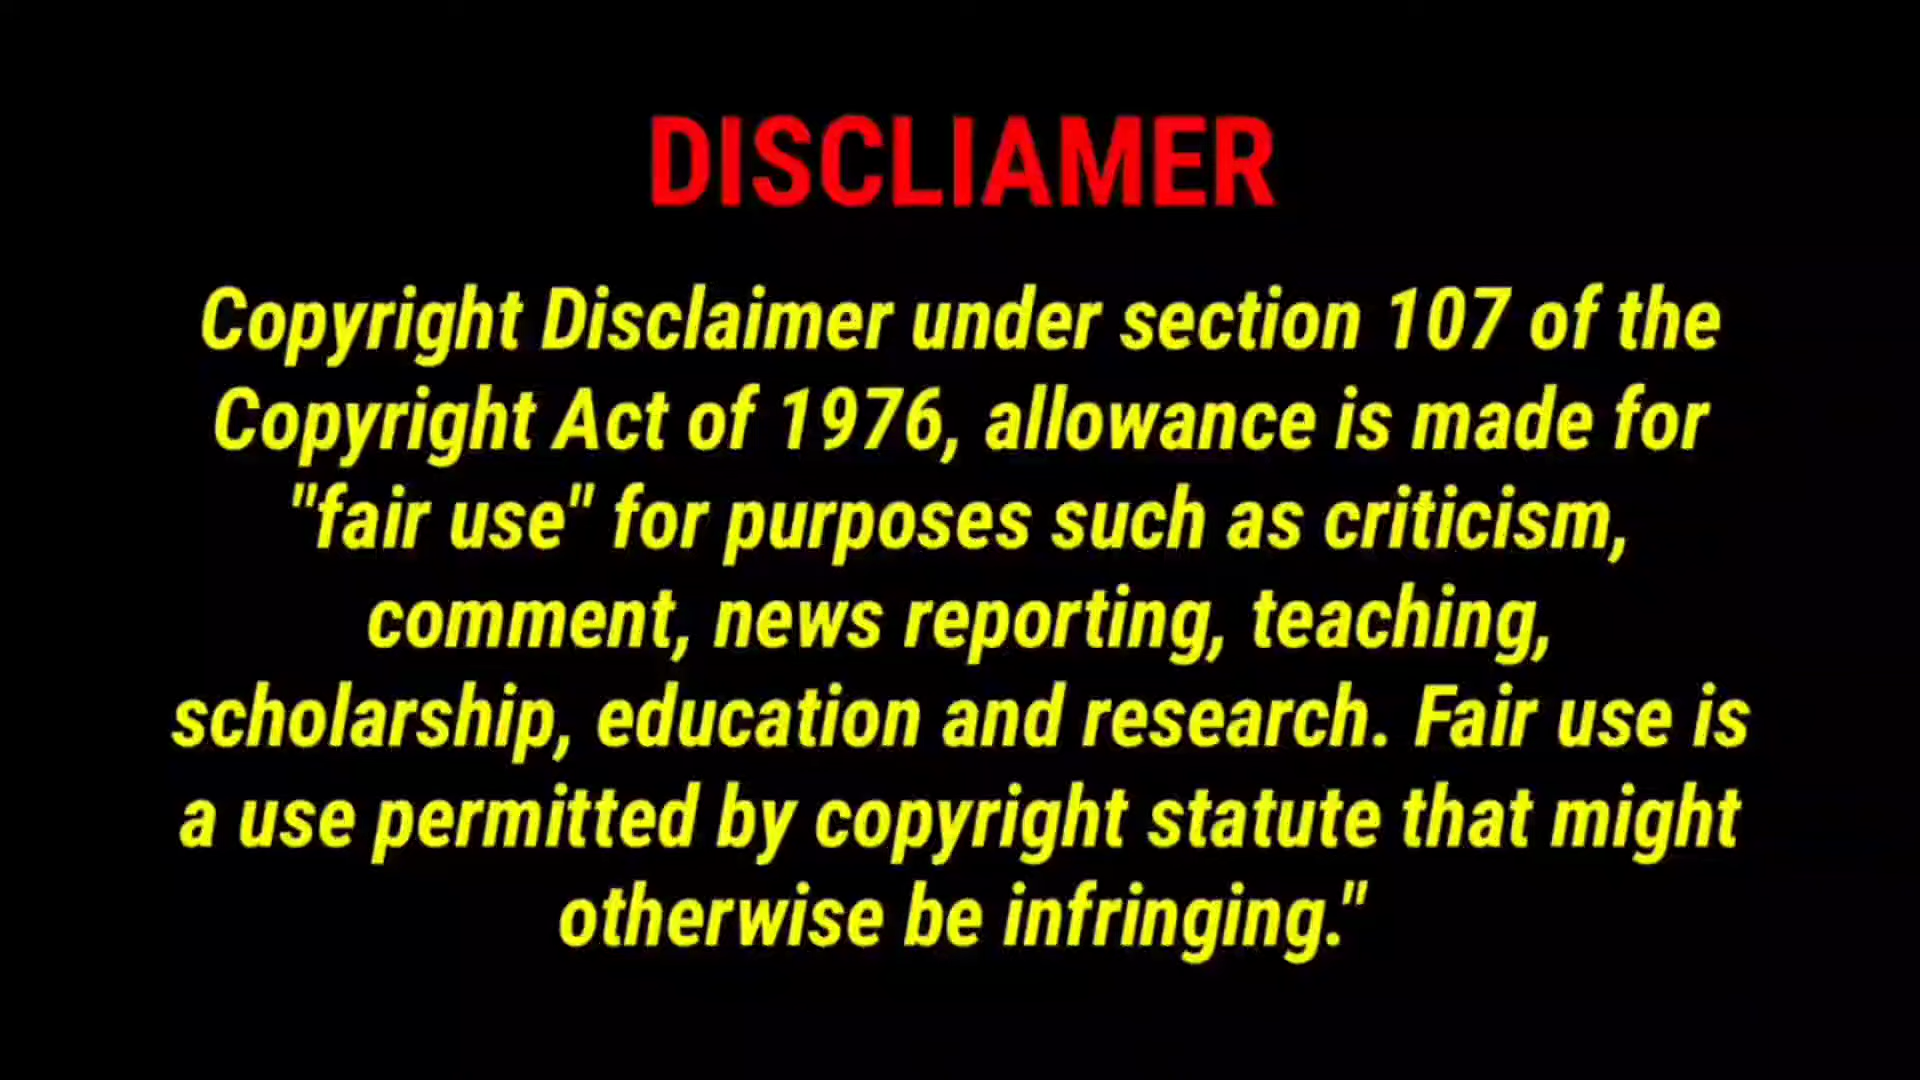 DISCLIAMER
Copyright Disclaimer under section 107 of the
Copyright Act of 1976, allowance is made for
"fair use" for purposes such as criticism,
comment, news reporting, teaching,
scholarship, education and research. Fair use is
a use permitted by copyright statute that might
otherwise be infringing."